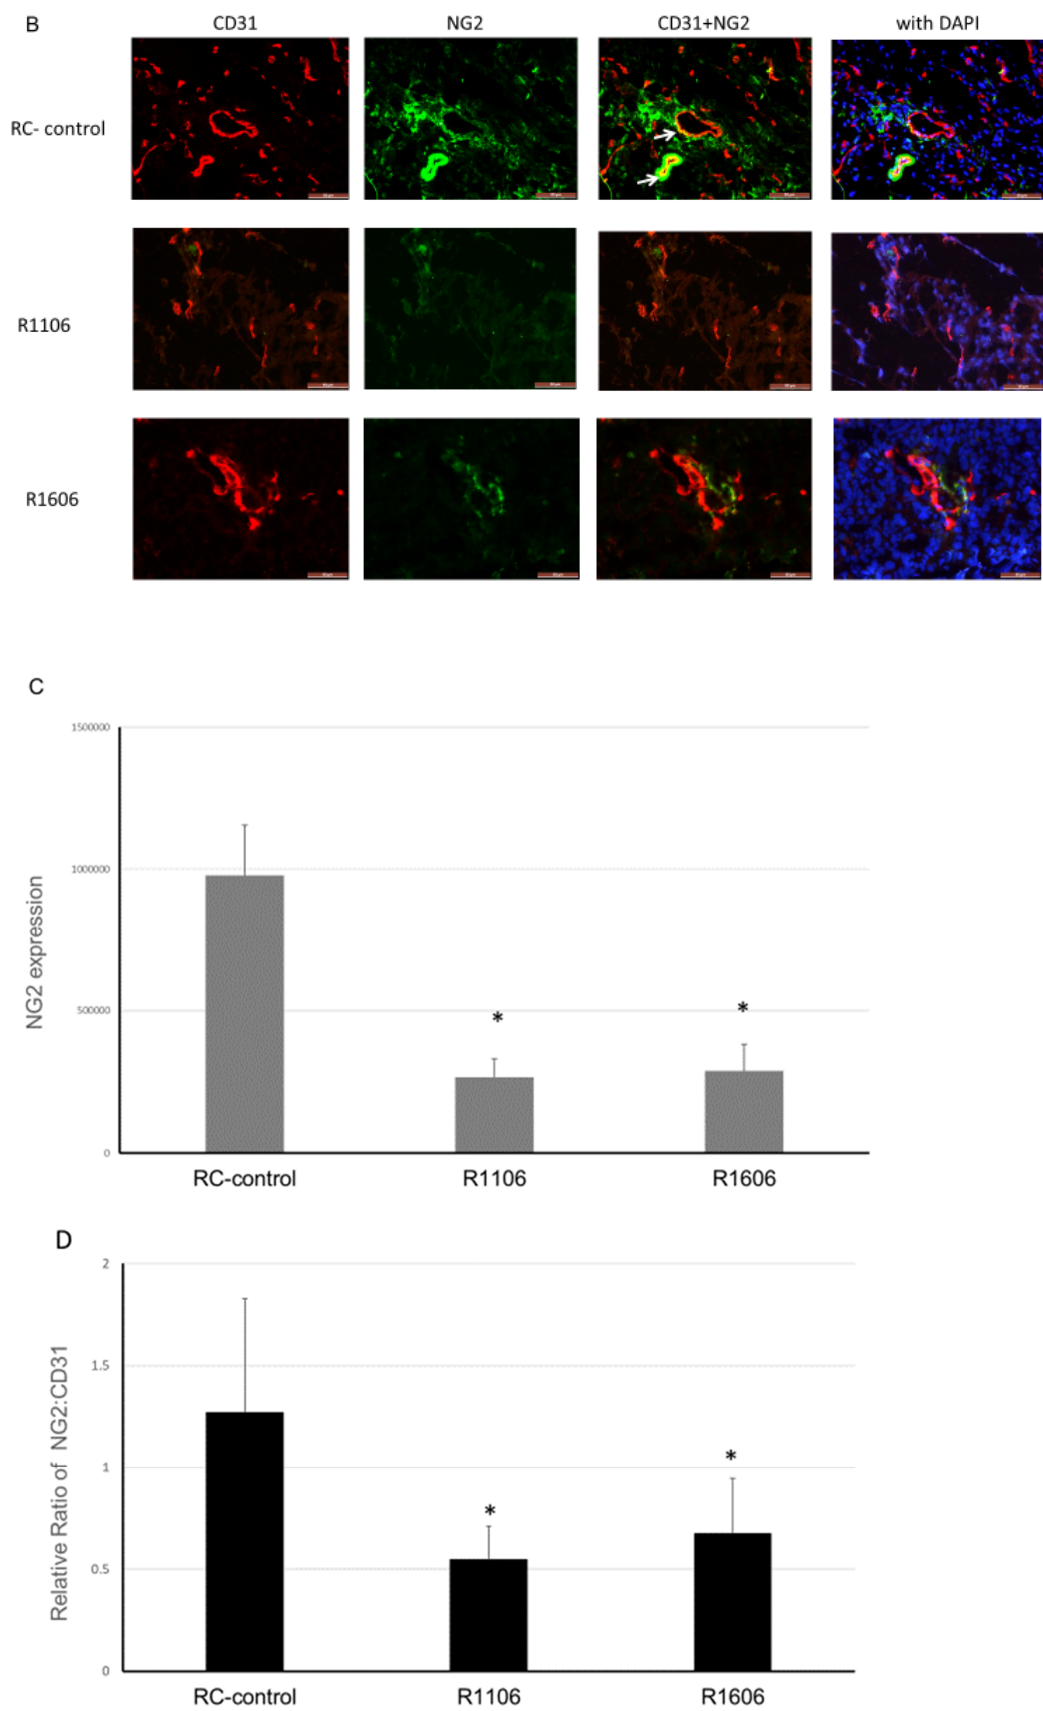 B
CD31 NG2 CD31+NG2 with DAPI
RC- control
R1106
R1606
C
1500000
1000000
500000
0
NG2 expression
* *
RC-control R1106 R1606
D
2
1.5
1
0.5
0
Relative Ratio of NG2:CD31
* *
RC-control R1106 R1606